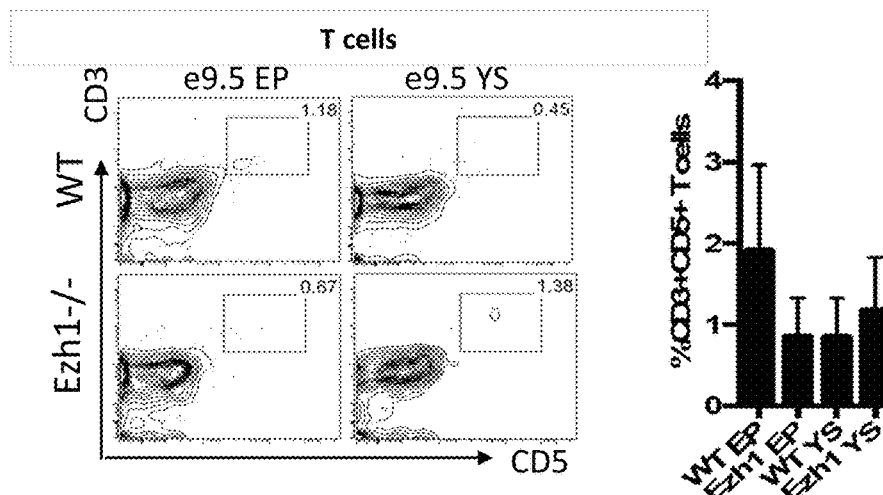 T cells
e9.5 EP
e9.5 YS
CD3
WT
1.18
0.45
Ezh1-/-
0.67
1.38
CD5
%CD3+CD5+ T cells
4
3
2
1
0
WT EP
Ezh1 EP
WT YS
Ezh1 YS